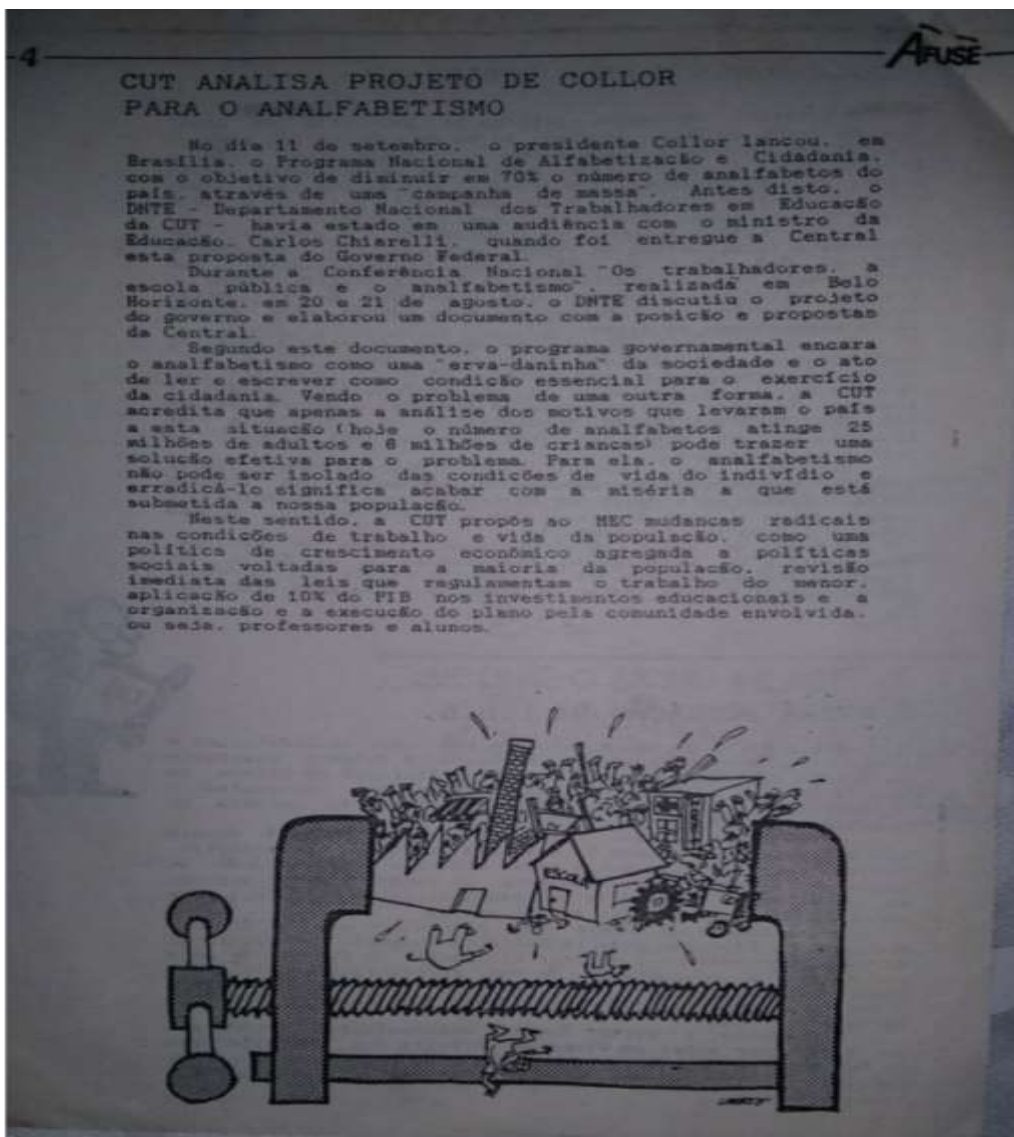 4
AFUSE
CUT ANALISA PROJETO DE COLLOR
PARA O ANALFABETISMO
No dia 11 de setembro, o presidente Collor lançou, em
Brasília, o Programa Nacional de Alfabetização e Cidadania,
com o objetivo de diminuir em 70% o número de analfabetos do
país, através de uma "campanha de massa". Antes disto, o
DNTE - Departamento Nacional dos Trabalhadores em Educação
da CUT - havia estado em uma audiência com o ministro da
Educação, Carlos Chiarelli, quando foi entregue a Central
esta proposta do Governo Federal.
Durante a Conferência Nacional "Os trabalhadores, a
escola pública e o analfabetismo", realizada em Belo
Horizonte, em 20 e 21 de agosto, o DNTE discutiu o projeto
do governo e elaborou um documento com a posição e propostas
da Central.
Segundo este documento, o programa governamental encara
o analfabetismo como uma "erva-daninha" da sociedade e o ato
de ler e escrever como condição essencial para o exercício
da cidadania. Vendo o problema de uma outra forma, a CUT
acredita que apenas a análise dos motivos que levaram o país
a esta situação (hoje o número de analfabetos atinge 25
milhões de adultos e 6 milhões de crianças) pode trazer uma
solução efetiva para o problema. Para ela, o analfabetismo
não pode ser isolado das condições de vida do indivídio e
erradicá-lo significa acabar com a miséria a que está
submetida a nossa população.
Neste sentido, a CUT propôs ao MEC mudanças radicais
nas condições de trabalho e vida da população, como uma
política de crescimento econômico agregada a políticas
sociais voltadas para a maioria da população, revisão
imediata das leis que regulamentam o trabalho do menor,
aplicação de 10% do PIB nos investimentos educacionais e a
organização e a execução do plano pela comunidade envolvida,
ou seja, professores e alunos.
ESCOLA